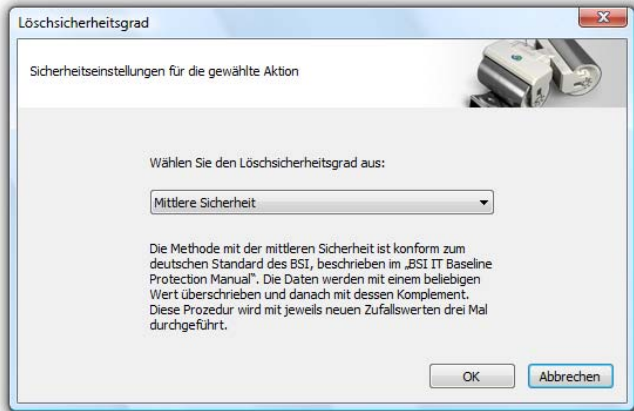 Löschsicherheitsgrad
Sicherheitseinstellungen für die gewählte Aktion
Wählen Sie den Löschsicherheitsgrad aus:
Mittlere Sicherheit
Die Methode mit der mittleren Sicherheit ist konform zum
deutschen Standard des BSI, beschrieben im „BSI IT Baseline
Protection Manual“. Die Daten werden mit einem beliebigen
Wert überschrieben und danach mit dessen Komplement.
Diese Prozedur wird mit jeweils neuen Zufallswerten drei Mal
durchgeführt.
OK
Abbrechen